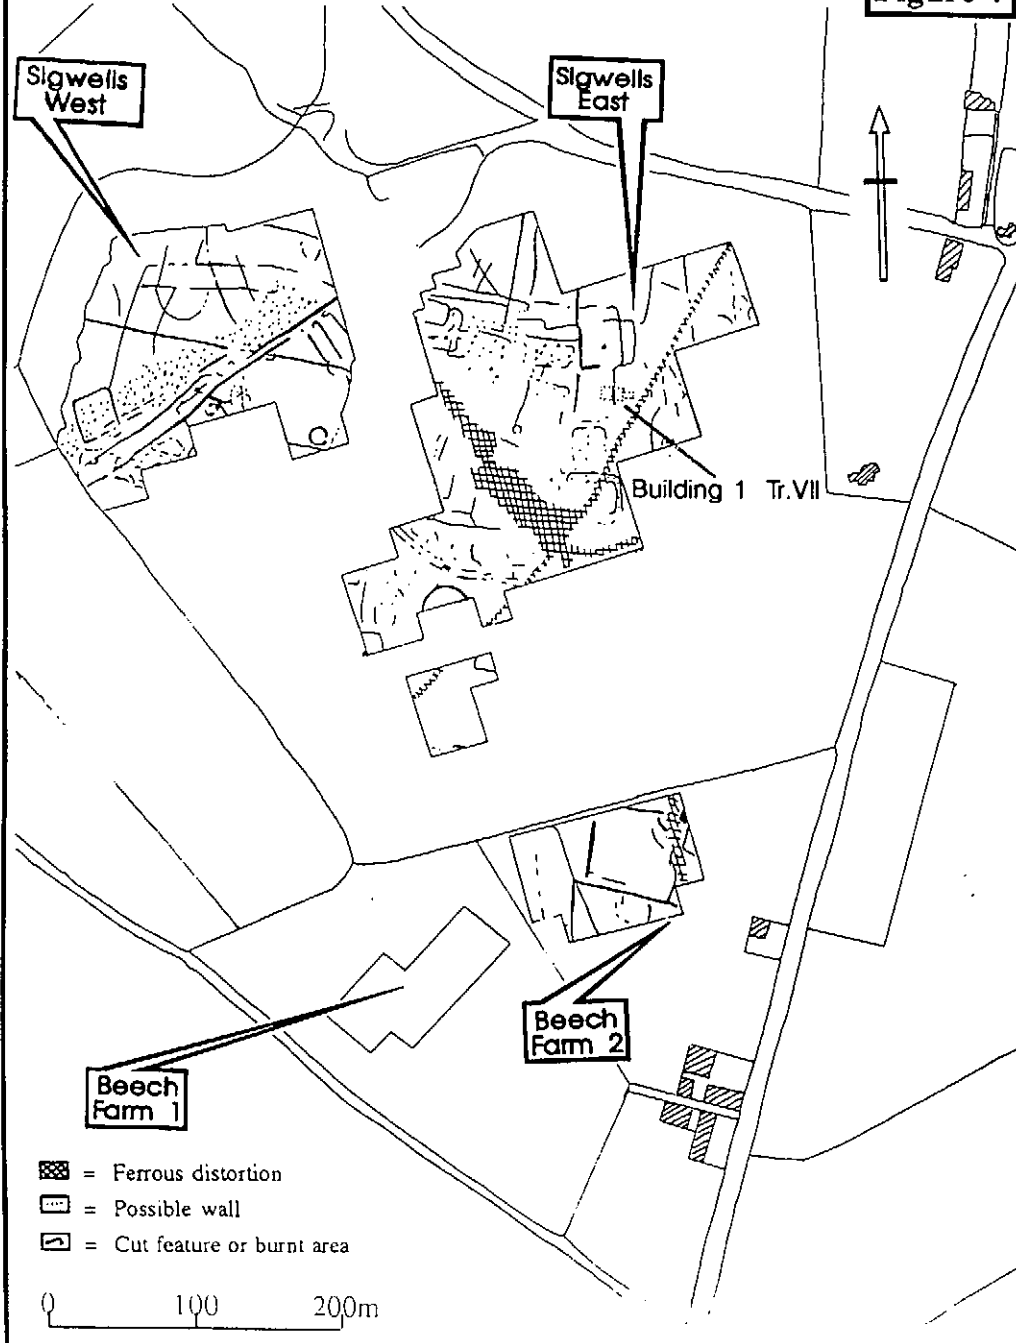 Sigwells
West
Sigwells
East
Building 1 Tr.VII
Beech
Farm 2
Beech
Farm 1
= Ferrous distortion
= Possible wall
= Cut feature or burnt area
0 100 200m